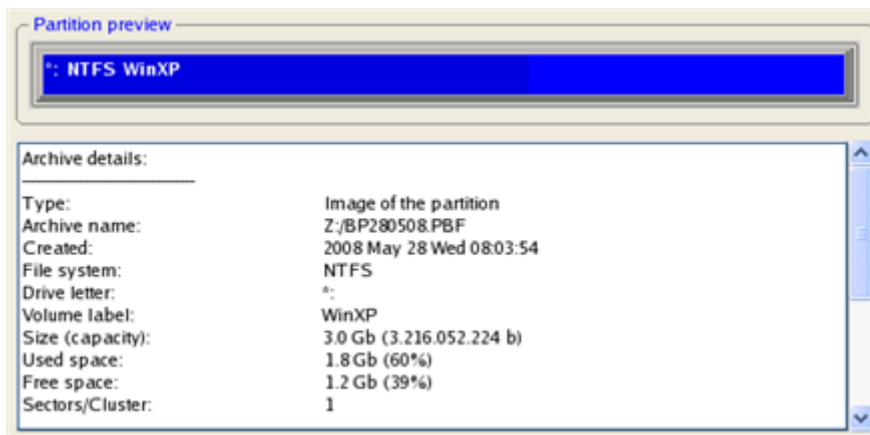 Partition preview
*: NTFS WinXP
Archive details:
Type: Image of the partition
Archive name: Z:/BP280508.PBF
Created: 2008 May 28 Wed 08:03:54
File system: NTFS
Drive letter: *:
Volume label: WinXP
Size (capacity): 3.0 Gb (3.216.052.224 b)
Used space: 1.8 Gb (60%)
Free space: 1.2 Gb (39%)
Sectors/Cluster: 1